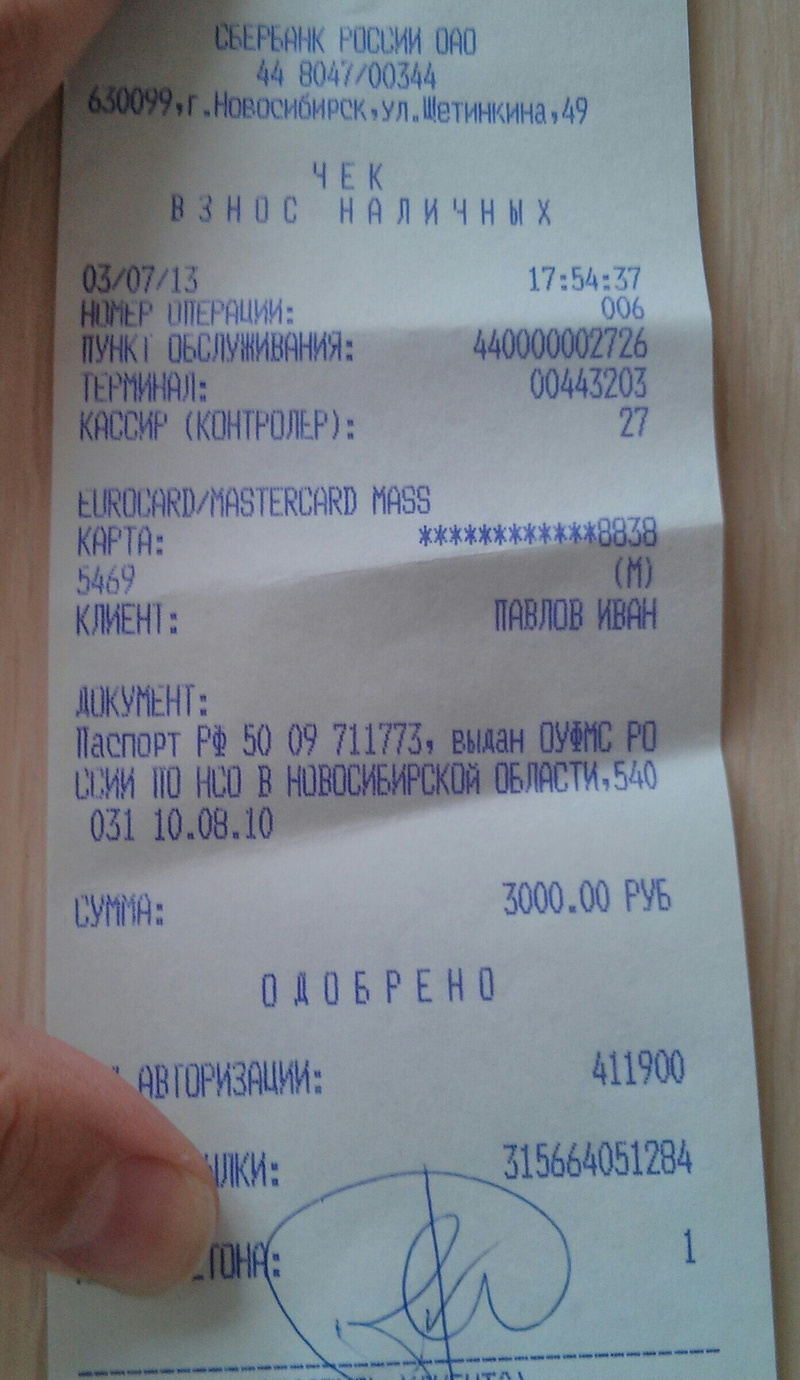 СБЕРБАНК РОССИИ ОАО
44 8047/00344
630099,г.Новосибирск,ул.Щетинкина,49
ЧЕК
ВЗНОС НАЛИЧНЫХ
03/07/13 17:54:37
НОМЕР ОПЕРАЦИИ: 006
ПУНКТ ОБСЛУЖИВАНИЯ: 440000002726
ТЕРМИНАЛ: 00443203
КАССИР (КОНТРОЛЕР): 27
EUROCARD/MASTERCARD MASS
КАРТА: ************8838
5469 (М)
КЛИЕНТ: ПАВЛОВ ИВАН
ДОКУМЕНТ:
Паспорт РФ 50 09 711773, выдан ОУФМС РО
ССИИ ПО НСО В НОВОСИБИРСКОЙ ОБЛАСТИ,540
031 10.08.10
СУММА: 3000.00 РУБ
ОДОБРЕНО
АВТОРИЗАЦИИ: 411900
315664051284
1